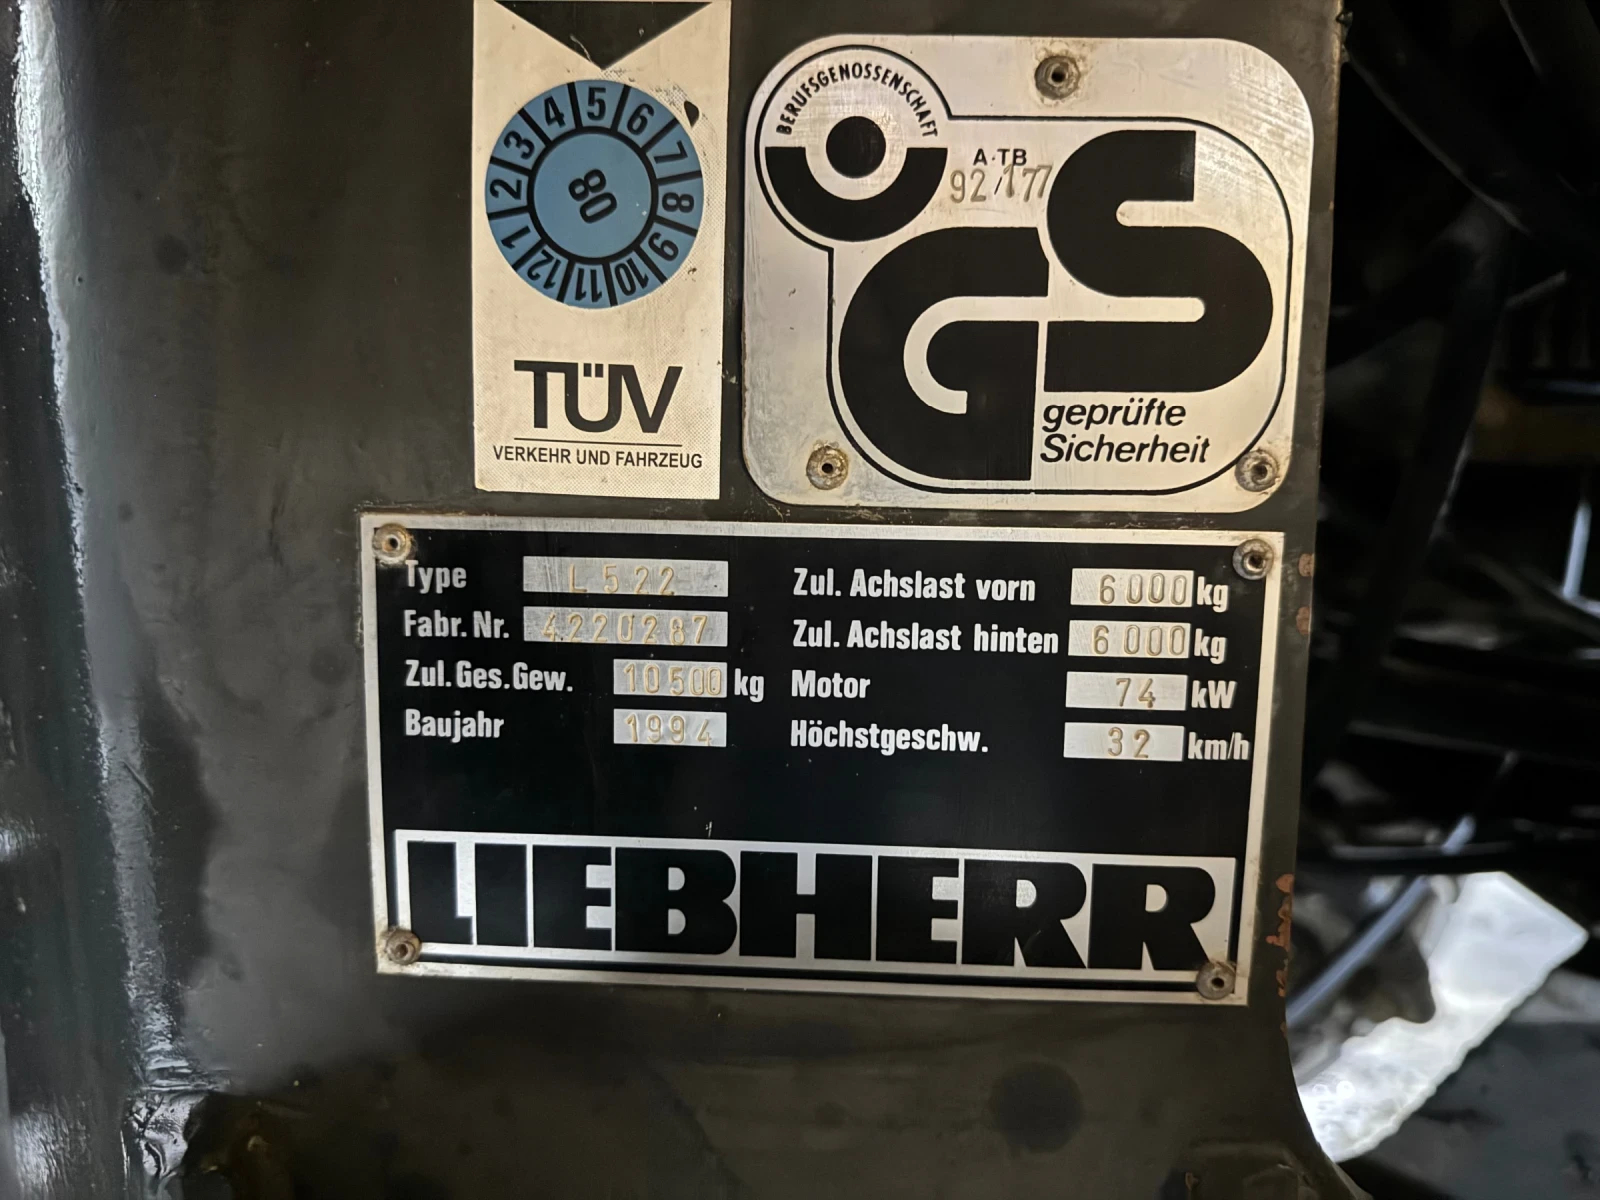 5
4 6
3 7
2 80 8
1 9
12 11 10
TÜV
VERKEHR UND FAHRZEUG
BERUFSGENOSSENSCHAFT
A·TB
92/177
GS
geprüfte
Sicherheit
Type L 522 Zul. Achslast vorn 6000 kg
Fabr. Nr. 4220287 Zul. Achslast hinten 6000 kg
Zul. Ges. Gew. 10500 kg Motor 74 kW
Baujahr 1994 Höchstgeschw. 32 km/h
LIEBHERR